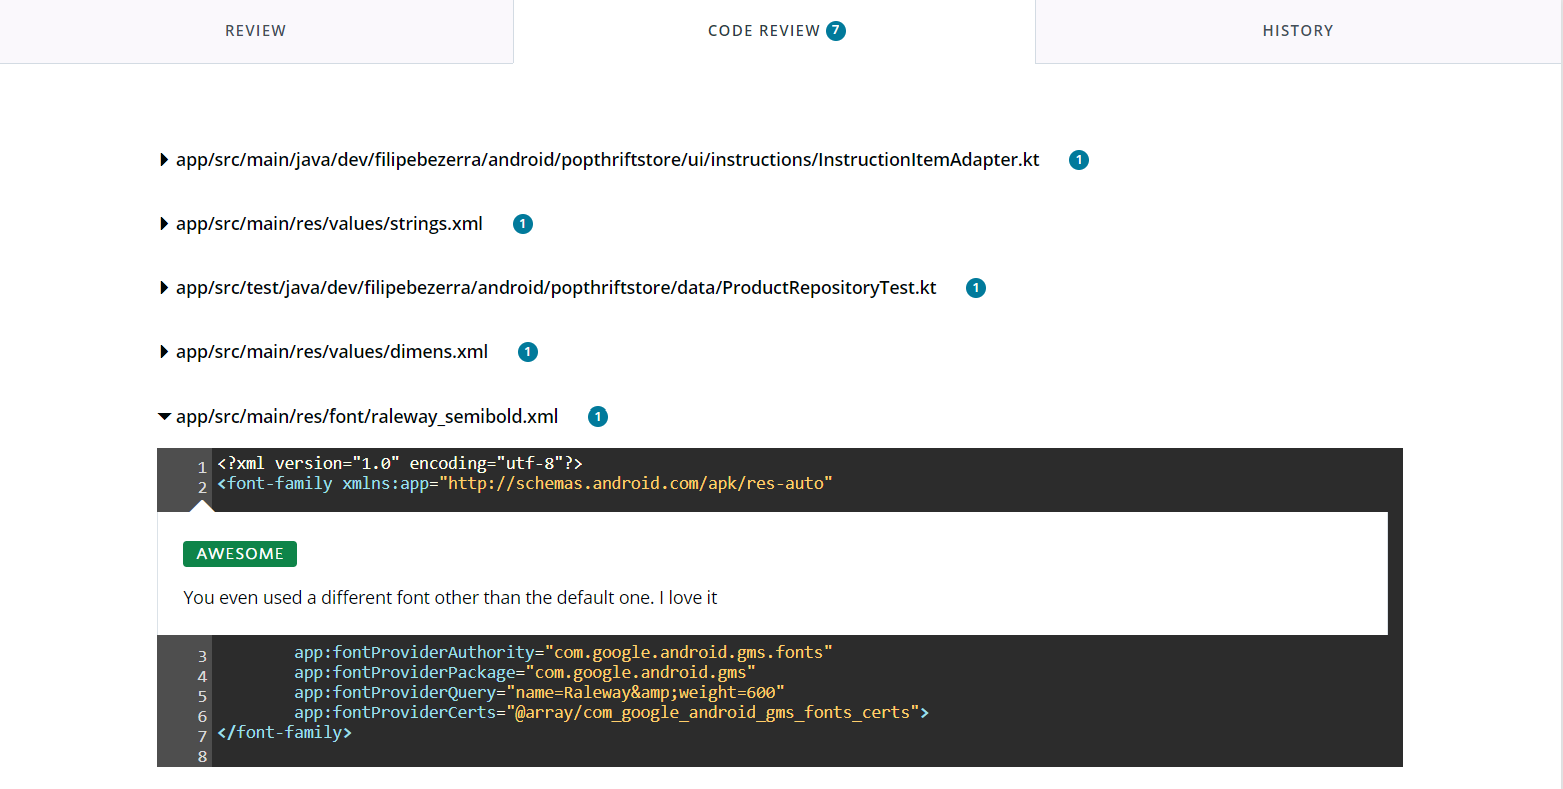 REVIEW
CODE REVIEW 7
HISTORY
app/src/main/java/dev/filipebezerra/android/popthriftstore/ui/instructions/InstructionItemAdapter.kt 1
app/src/main/res/values/strings.xml 1
app/src/test/java/dev/filipebezerra/android/popthriftstore/data/ProductRepositoryTest.kt 1
app/src/main/res/values/dimens.xml 1
app/src/main/res/font/raleway_semibold.xml 1
1 <?xml version="1.0" encoding="utf-8"?>
2 <font-family xmlns:app="http://schemas.android.com/apk/res-auto"
AWESOME
You even used a different font other than the default one. I love it
3 app:fontProviderAuthority="com.google.android.gms.fonts"
4 app:fontProviderPackage="com.google.android.gms"
5 app:fontProviderQuery="name=Raleway&amp;weight=600"
6 app:fontProviderCerts="@array/com_google_android_gms_fonts_certs">
7 </font-family>
8